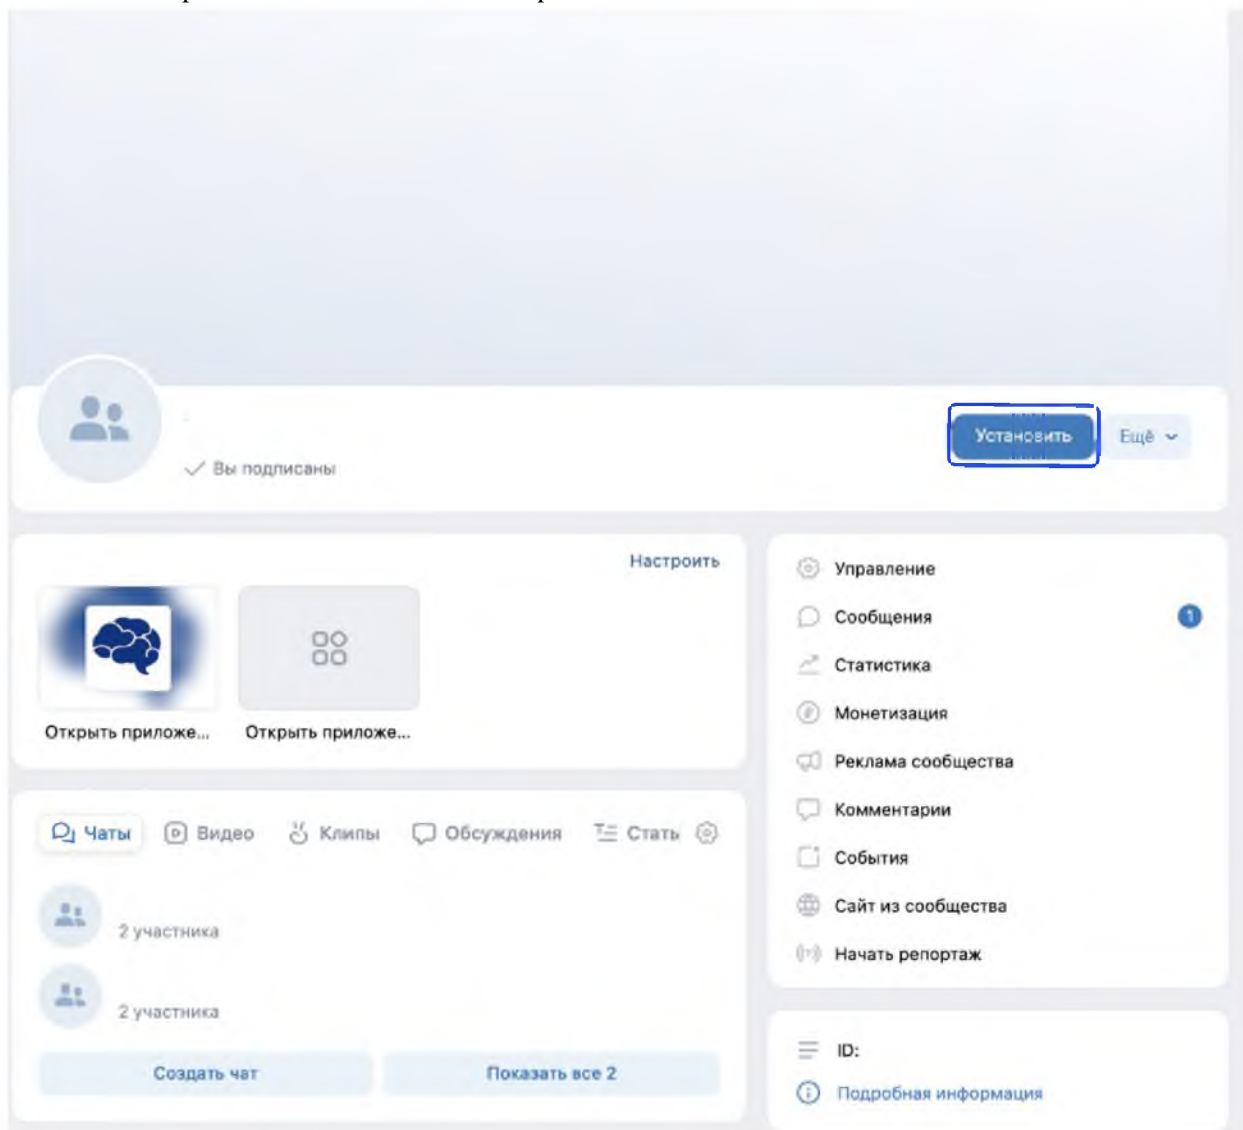 Установить
Ещё
Вы подписаны
Настроить
Открыть приложе...
Открыть приложе...
Чаты
Видео
Клипы
Обсуждения
Стать
2 участника
2 участника
Создать чат
Показать все 2
Управление
Сообщения
1
Статистика
Монетизация
Реклама сообщества
Комментарии
События
Сайт из сообщества
Начать репортаж
ID:
Подробная информация